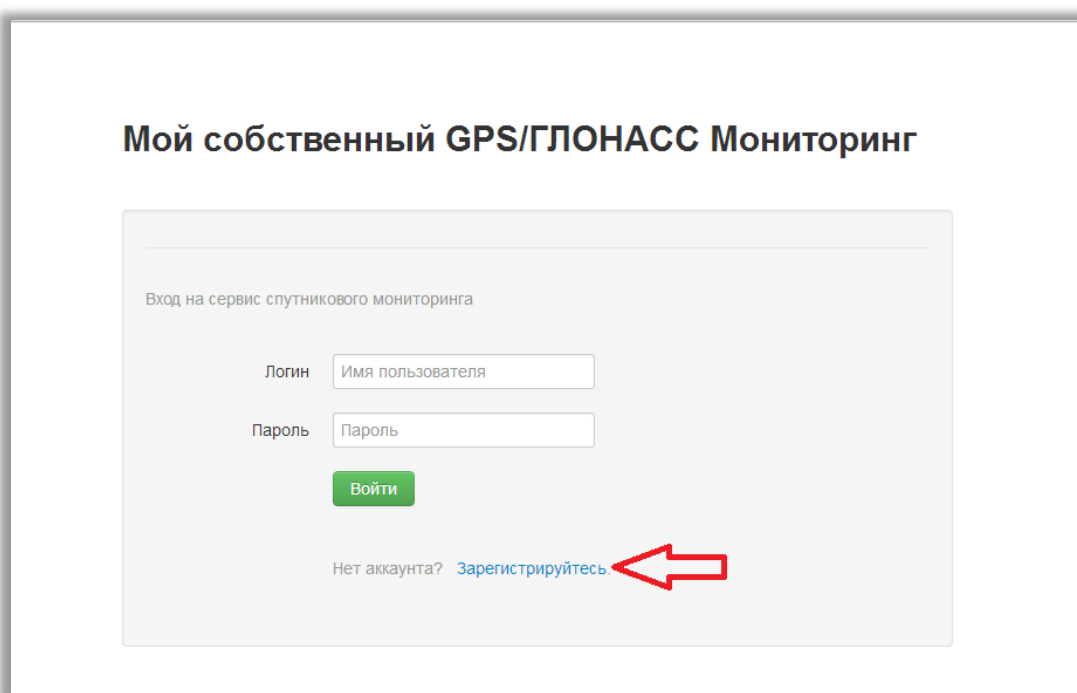 Мой собственный GPS/ГЛОНАСС Мониторинг
Вход на сервис спутникового мониторинга
Логин Имя пользователя
Пароль Пароль
Войти
Нет аккаунта? Зарегистрируйтесь.